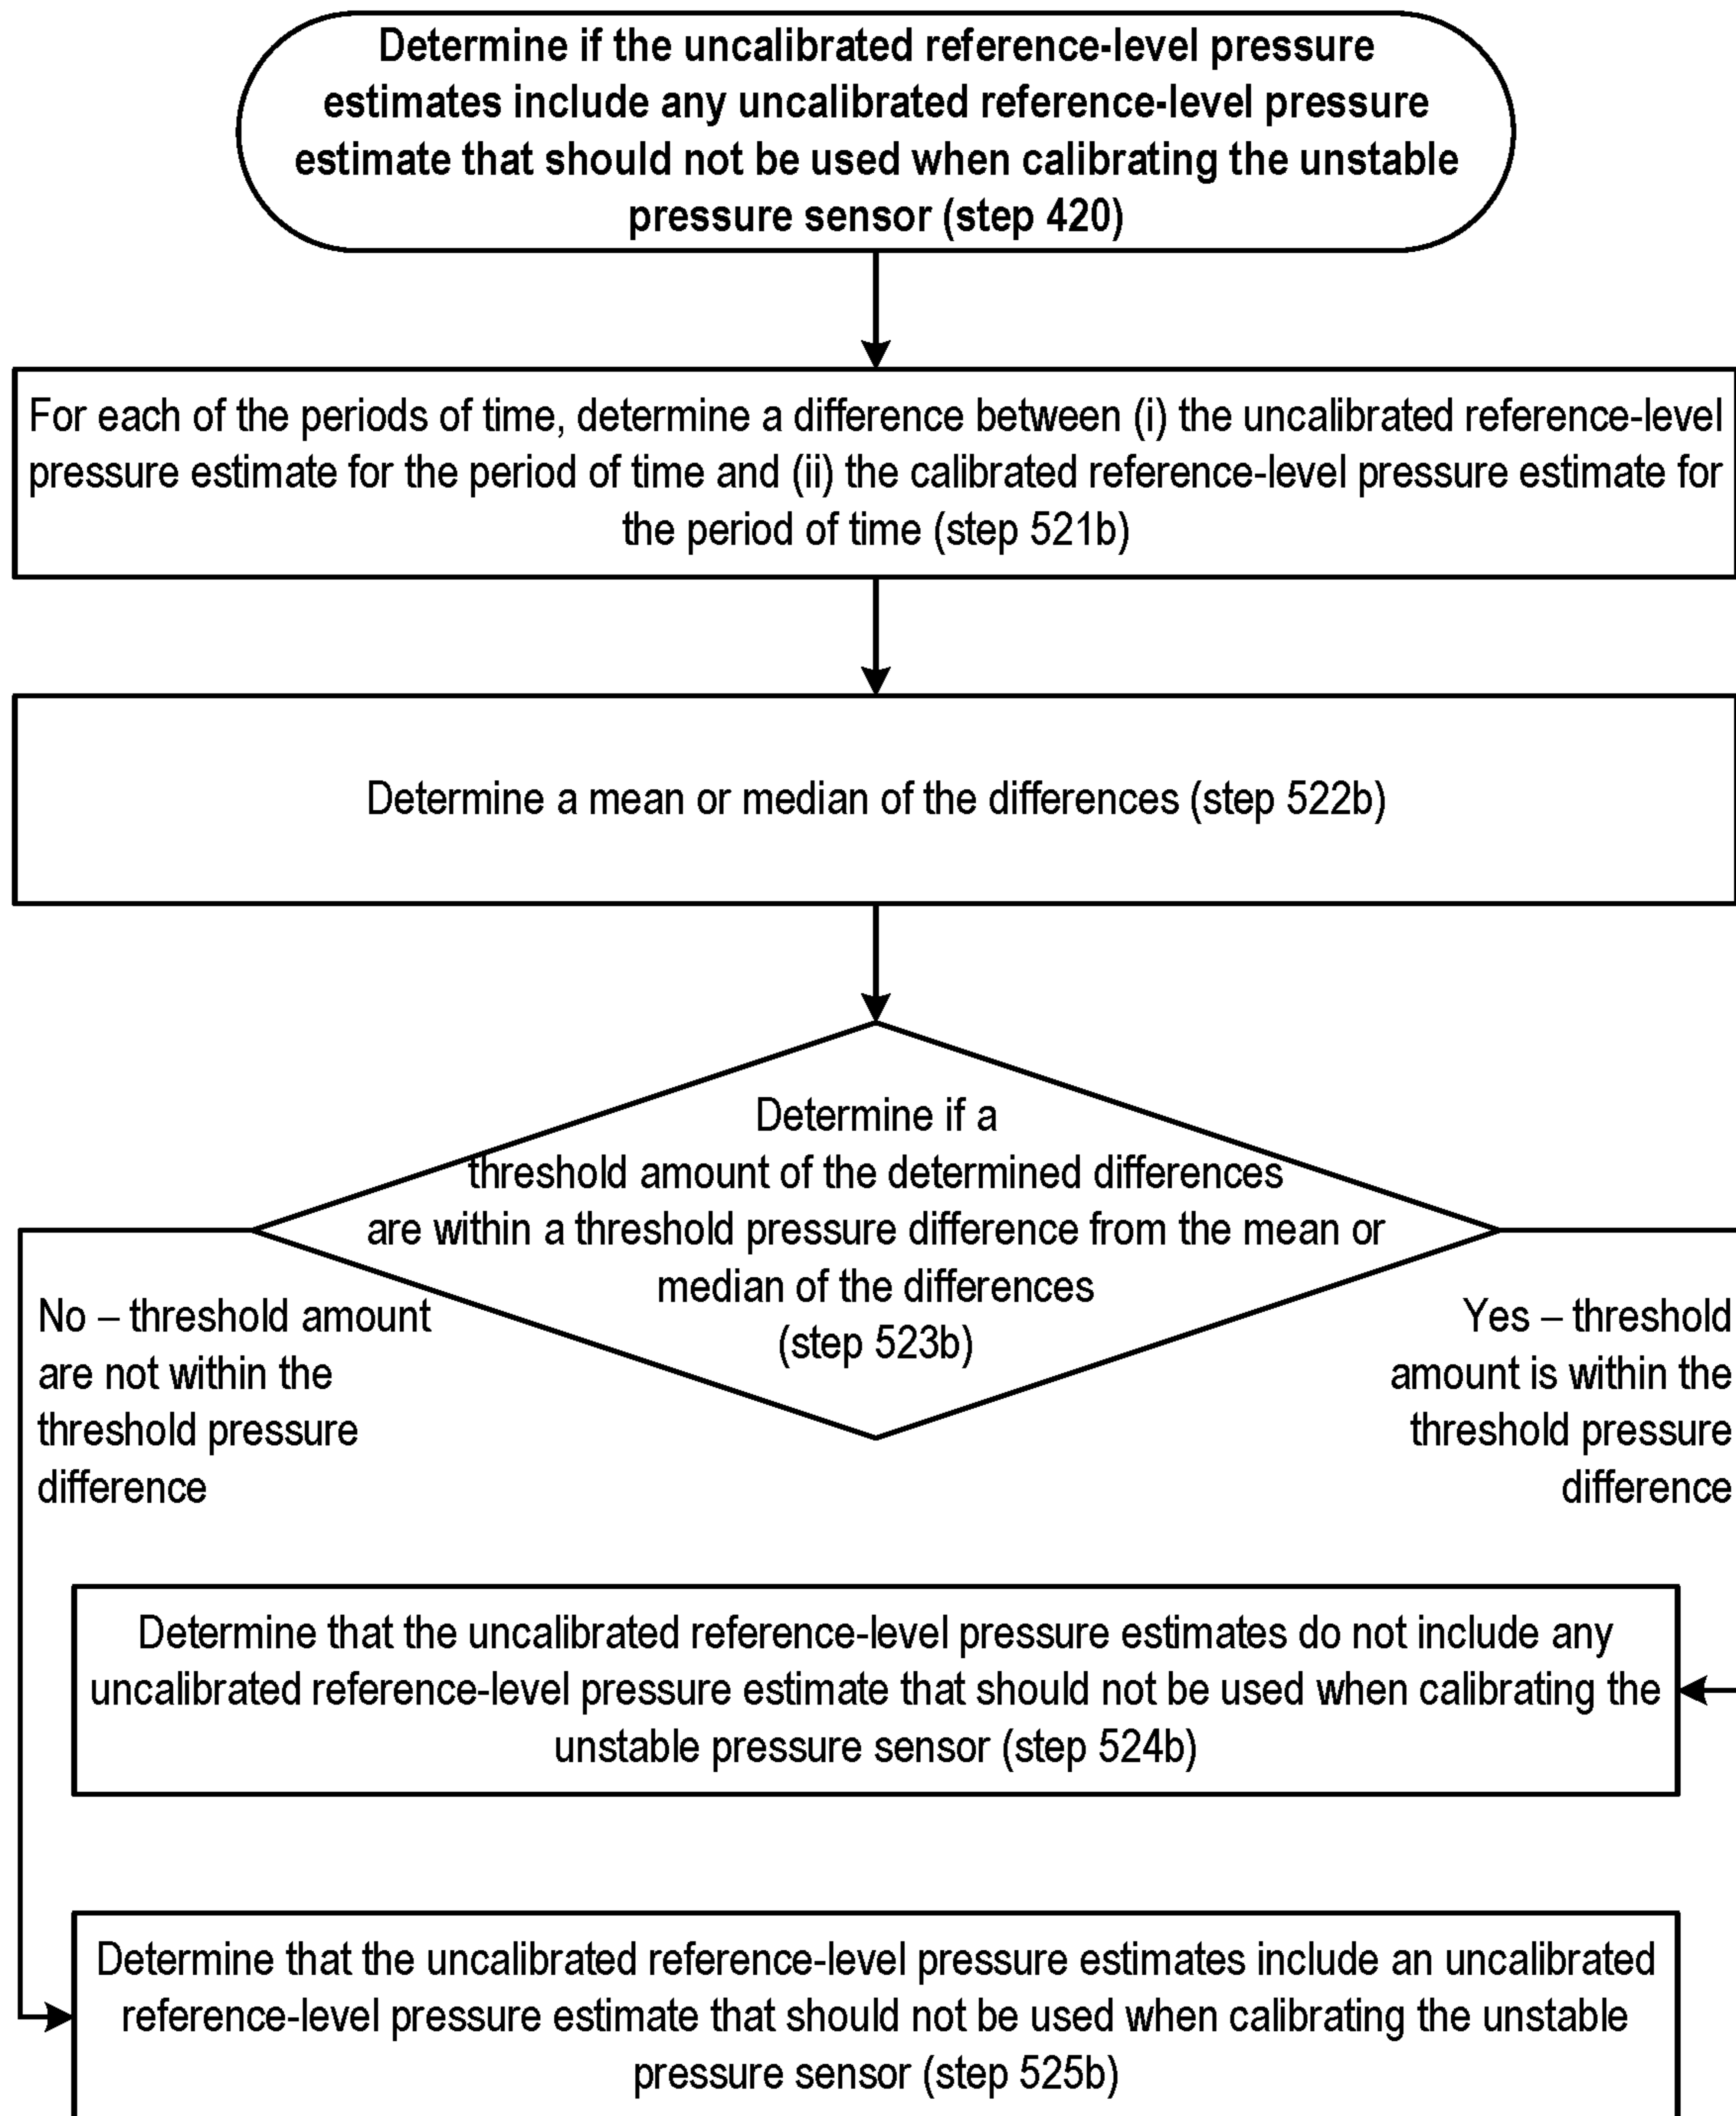 Determine if the uncalibrated reference-level pressure
estimates include any uncalibrated reference-level pressure
estimate that should not be used when calibrating the unstable
pressure sensor (step 420)
For each of the periods of time, determine a difference between (i) the uncalibrated reference-level
pressure estimate for the period of time and (ii) the calibrated reference-level pressure estimate for
the period of time (step 521b)
Determine a mean or median of the differences (step 522b)
Determine if a
threshold amount of the determined differences
are within a threshold pressure difference from the mean or
median of the differences
(step 523b)
No – threshold amount
are not within the
threshold pressure
difference
Yes – threshold
amount is within the
threshold pressure
difference
Determine that the uncalibrated reference-level pressure estimates do not include any
uncalibrated reference-level pressure estimate that should not be used when calibrating the
unstable pressure sensor (step 524b)
Determine that the uncalibrated reference-level pressure estimates include an uncalibrated
reference-level pressure estimate that should not be used when calibrating the unstable
pressure sensor (step 525b)